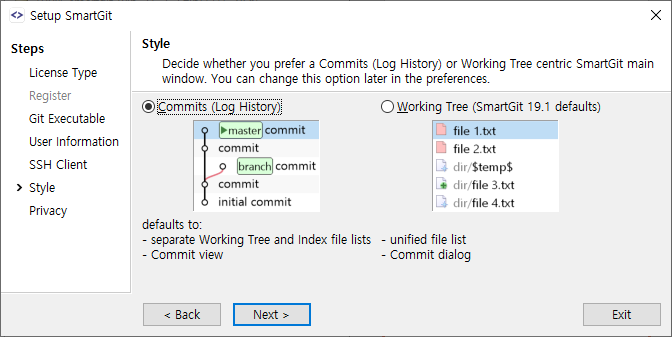 Setup SmartGit
Steps
License Type
Register
Git Executable
User Information
SSH Client
Style
Privacy
Style
Decide whether you prefer a Commits (Log History) or Working Tree centric SmartGit main
window. You can change this option later in the preferences.
Commits (Log History)
master commit
commit
branch commit
commit
initial commit
defaults to:
- separate Working Tree and Index file lists
- Commit view
Working Tree (SmartGit 19.1 defaults)
file 1.txt
file 2.txt
dir/$temp$
dir/file 3.txt
dir/file 4.txt
- unified file list
- Commit dialog
< Back
Next >
Exit